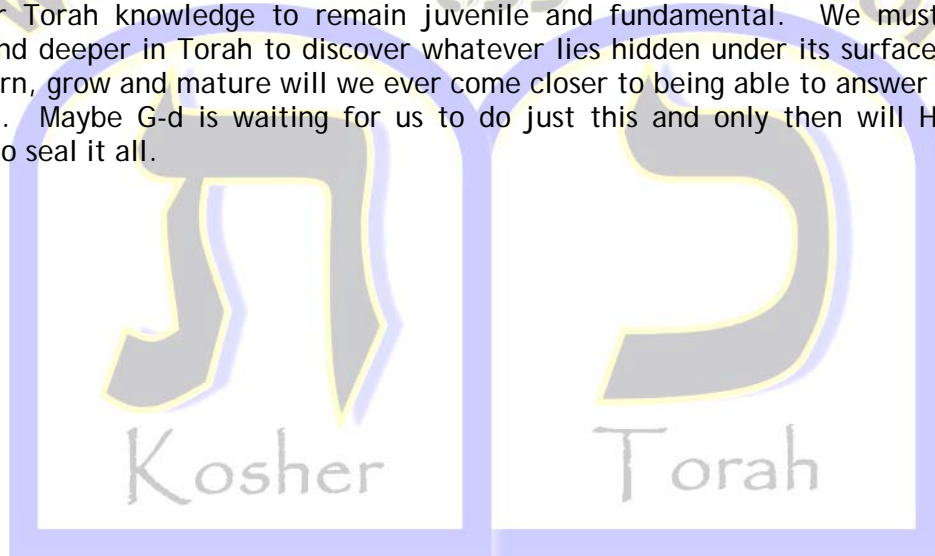 r Torah knowledge to remain juvenile and fundamental. We must
nd deeper in Torah to discover whatever lies hidden under its surface
rn, grow and mature will we ever come closer to being able to answer
. Maybe G-d is waiting for us to do just this and only then will H
o seal it all.
ת כ
Kosher Torah